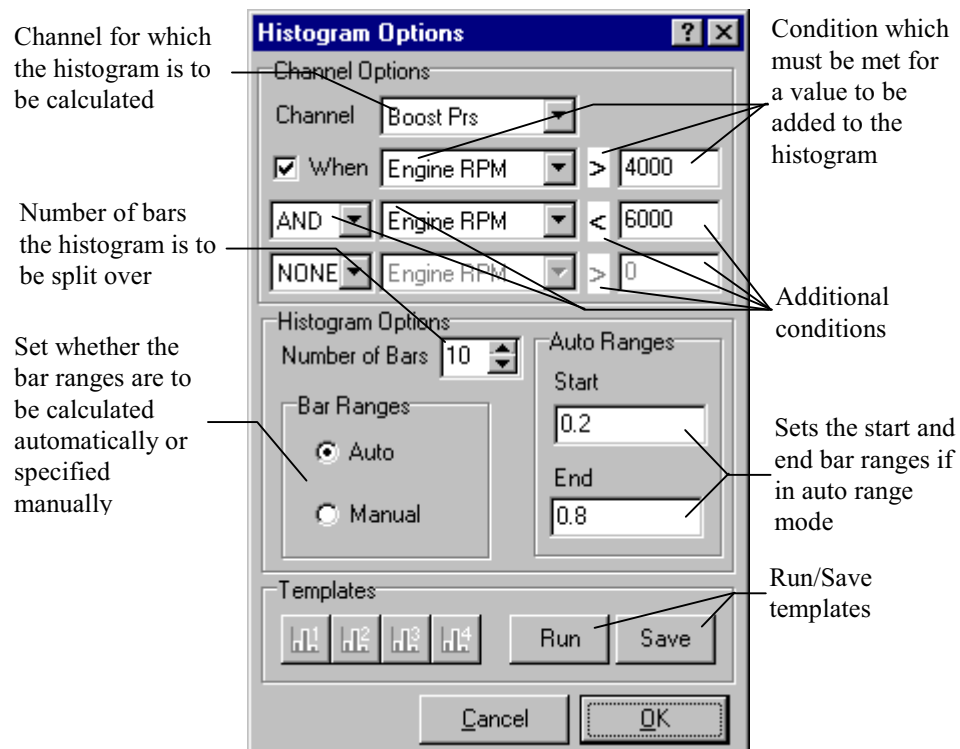 Channel for which
the histogram is to
be calculated
Number of bars
the histogram is to
be split over
Set whether the
bar ranges are to
be calculated
automatically or
specified
manually
Histogram Options
Channel Options
Channel Boost Prs
When Engine RPM > 4000
AND Engine RPM < 6000
NONE Engine RPM > 0
Histogram Options
Number of Bars 10
Bar Ranges
Auto
Manual
Auto Ranges
Start
0.2
End
0.8
Templates
1 2 3 4 Run Save
Cancel OK
Condition which
must be met for
a value to be
added to the
histogram
Additional
conditions
Sets the start and
end bar ranges if
in auto range
mode
Run/Save
templates